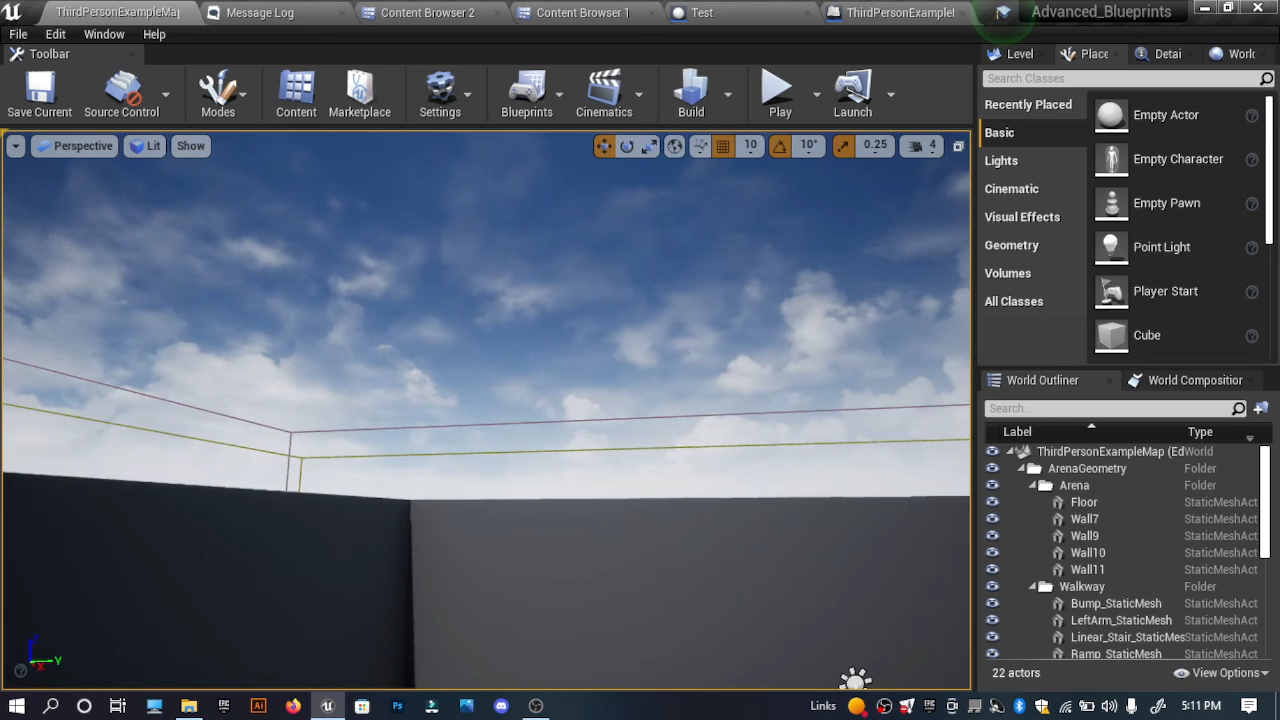 ThirdPersonExampleMap
Message Log
Content Browser 2
Content Browser 1
Test
ThirdPersonExampleI
Advanced_Blueprints
File Edit Window Help
Toolbar
Level
Place
Detai
Work
Save Current
Source Control
Modes
Content
Marketplace
Settings
Blueprints
Cinematics
Build
Play
Launch
Search Classes
Recently Placed
Basic
Lights
Cinematic
Visual Effects
Geometry
Volumes
All Classes
Empty Actor
Empty Character
Empty Pawn
Point Light
Player Start
Cube
Perspective Lit Show
10 10° 0.25 4
World Outliner
World Composition
Search...
Label Type
ThirdPersonExampleMap (Ed World
ArenaGeometry Folder
Arena Folder
Floor StaticMeshAct
Wall7 StaticMeshAct
Wall9 StaticMeshAct
Wall10 StaticMeshAct
Wall11 StaticMeshAct
Walkway Folder
Bump_StaticMesh StaticMeshAct
LeftArm_StaticMesh StaticMeshAct
Linear_Stair_StaticMes StaticMeshAct
Ramp_StaticMesh StaticMeshAct
22 actors
View Options
Z
Y
X
Links
5:11 PM